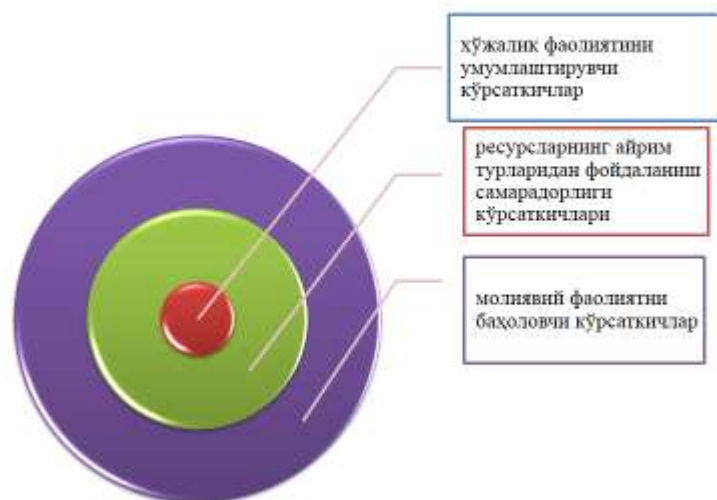 хўжалик фаолиятини
умумлаштирувчи
кўрсаткичлар
ресурсларнинг айрим
турларидан фойдаланиш
самарадорлиги
кўрсаткичлари
молиявий фаолиятни
баҳоловчи кўрсаткичлар